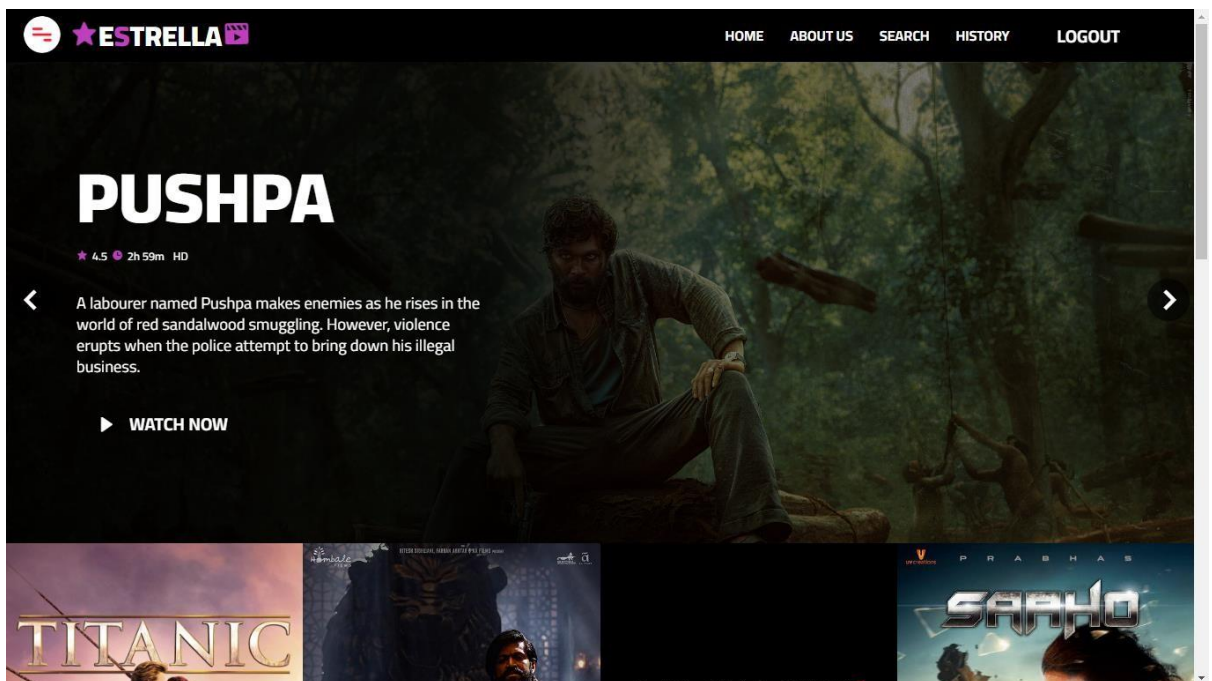 ESTRELLA
HOME ABOUT US SEARCH HISTORY LOGOUT
PUSHPA
4.5 2h 59m HD
A labourer named Pushpa makes enemies as he rises in the
world of red sandalwood smuggling. However, violence
erupts when the police attempt to bring down his illegal
business.
WATCH NOW
TITANIC
Hombale
PRABHAS
SAAHO